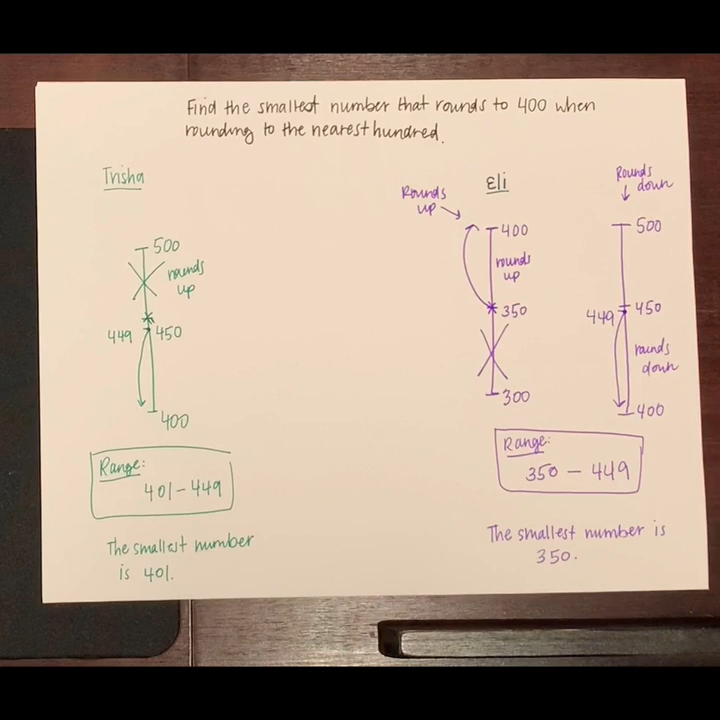 Find the smallest number that rounds to 400 when
rounding to the nearest hundred.
Trisha
500
rounds
up
449
450
400
Range:
401 - 449
The smallest number
is 401.
Eli
Rounds
up
400
rounds
up
350
300
Rounds
down
500
449
450
rounds
down
400
Range:
350 - 449
The smallest number is
350.